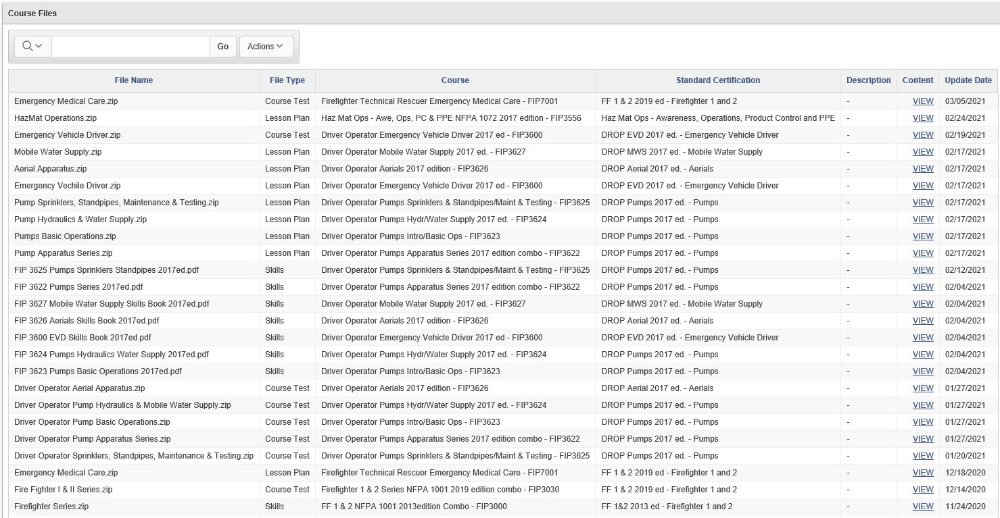 Course Files
Go Actions
File Name File Type Course Standard Certification Description Content Update Date
Emergency Medical Care.zip Course Test Firefighter Technical Rescuer Emergency Medical Care - FIP7001 FF 1 & 2 2019 ed - Firefighter 1 and 2 - VIEW 03/05/2021
HazMat Operations.zip Lesson Plan Haz Mat Ops - Awe, Ops, PC & PPE NFPA 1072 2017 edition - FIP3556 Haz Mat Ops - Awareness, Operations, Product Control and PPE - VIEW 02/24/2021
Emergency Vehicle Driver.zip Course Test Driver Operator Emergency Vehicle Driver 2017 ed - FIP3600 DROP EVD 2017 ed. - Emergency Vehicle Driver - VIEW 02/19/2021
Mobile Water Supply.zip Lesson Plan Driver Operator Mobile Water Supply 2017 ed. - FIP3627 DROP MWS 2017 ed. - Mobile Water Supply - VIEW 02/17/2021
Aerial Apparatus.zip Lesson Plan Driver Operator Aerials 2017 edition - FIP3626 DROP Aerial 2017 ed. - Aerials - VIEW 02/17/2021
Emergency Vechile Driver.zip Lesson Plan Driver Operator Emergency Vehicle Driver 2017 ed - FIP3600 DROP EVD 2017 ed. - Emergency Vehicle Driver - VIEW 02/17/2021
Pump Sprinklers, Standpipes, Maintenance & Testing.zip Lesson Plan Driver Operator Pumps Sprinklers & Standpipes/Maint & Testing - FIP3625 DROP Pumps 2017 ed. - Pumps - VIEW 02/17/2021
Pump Hydraulics & Water Supply.zip Lesson Plan Driver Operator Pumps Hydr/Water Supply 2017 ed. - FIP3624 DROP Pumps 2017 ed. - Pumps - VIEW 02/17/2021
Pumps Basic Operations.zip Lesson Plan Driver Operator Pumps Intro/Basic Ops - FIP3623 DROP Pumps 2017 ed. - Pumps - VIEW 02/17/2021
Pump Apparatus Series.zip Lesson Plan Driver Operator Pumps Apparatus Series 2017 edition combo - FIP3622 DROP Pumps 2017 ed. - Pumps - VIEW 02/17/2021
FIP 3625 Pumps Sprinklers Standpipes 2017ed.pdf Skills Driver Operator Pumps Sprinklers & Standpipes/Maint & Testing - FIP3625 DROP Pumps 2017 ed. - Pumps - VIEW 02/12/2021
FIP 3622 Pumps Series 2017ed.pdf Skills Driver Operator Pumps Apparatus Series 2017 edition combo - FIP3622 DROP Pumps 2017 ed. - Pumps - VIEW 02/04/2021
FIP 3627 Mobile Water Supply Skills Book 2017ed.pdf Skills Driver Operator Mobile Water Supply 2017 ed. - FIP3627 DROP MWS 2017 ed. - Mobile Water Supply - VIEW 02/04/2021
FIP 3626 Aerials Skills Book 2017ed.pdf Skills Driver Operator Aerials 2017 edition - FIP3626 DROP Aerial 2017 ed. - Aerials - VIEW 02/04/2021
FIP 3600 EVD Skills Book 2017ed.pdf Skills Driver Operator Emergency Vehicle Driver 2017 ed - FIP3600 DROP EVD 2017 ed. - Emergency Vehicle Driver - VIEW 02/04/2021
FIP 3624 Pumps Hydraulics Water Supply 2017ed.pdf Skills Driver Operator Pumps Hydr/Water Supply 2017 ed. - FIP3624 DROP Pumps 2017 ed. - Pumps - VIEW 02/04/2021
FIP 3623 Pumps Basic Operations 2017ed.pdf Skills Driver Operator Pumps Intro/Basic Ops - FIP3623 DROP Pumps 2017 ed. - Pumps - VIEW 02/04/2021
Driver Operator Aerial Apparatus.zip Course Test Driver Operator Aerials 2017 edition - FIP3626 DROP Aerial 2017 ed. - Aerials - VIEW 01/27/2021
Driver Operator Pump Hydraulics & Mobile Water Supply.zip Course Test Driver Operator Pumps Hydr/Water Supply 2017 ed. - FIP3624 DROP Pumps 2017 ed. - Pumps - VIEW 01/27/2021
Driver Operator Pump Basic Operations.zip Course Test Driver Operator Pumps Intro/Basic Ops - FIP3623 DROP Pumps 2017 ed. - Pumps - VIEW 01/27/2021
Driver Operator Pump Apparatus Series.zip Course Test Driver Operator Pumps Apparatus Series 2017 edition combo - FIP3622 DROP Pumps 2017 ed. - Pumps - VIEW 01/27/2021
Driver Operator Sprinklers, Standpipes, Maintenance & Testing.zip Course Test Driver Operator Pumps Sprinklers & Standpipes/Maint & Testing - FIP3625 DROP Pumps 2017 ed. - Pumps - VIEW 01/20/2021
Emergency Medical Care.zip Lesson Plan Firefighter Technical Rescuer Emergency Medical Care - FIP7001 FF 1 & 2 2019 ed - Firefighter 1 and 2 - VIEW 12/18/2020
Fire Fighter I & II Series.zip Course Test Firefighter 1 & 2 Series NFPA 1001 2019 edition combo - FIP3030 FF 1 & 2 2019 ed - Firefighter 1 and 2 - VIEW 12/14/2020
Firefighter Series.zip Skills FF 1 & 2 NFPA 1001 2013edition Combo - FIP3000 FF 1&2 2013 ed - Firefighter 1 and 2 - VIEW 11/24/2020